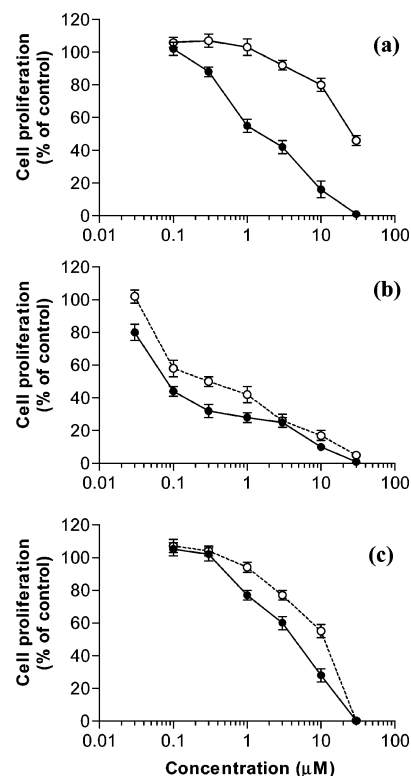 120
100
80
60
40
20
0
Cell proliferation
(% of control)
(a)
0.01 0.1 1 10 100
120
100
80
60
40
20
0
Cell proliferation
(% of control)
(b)
0.01 0.1 1 10 100
120
100
80
60
40
20
0
Cell proliferation
(% of control)
(c)
0.01 0.1 1 10 100
Concentration (µM)